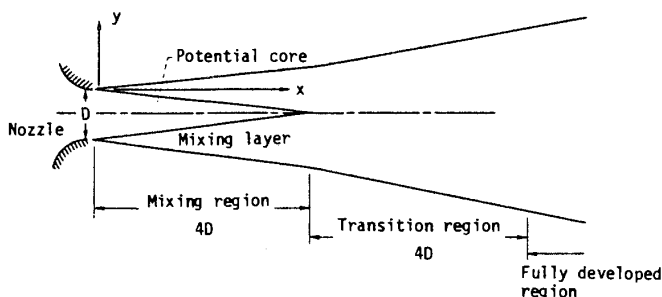 y
Potential core
x
D
Nozzle
Mixing layer
Mixing region
4D
Transition region
4D
Fully developed
region